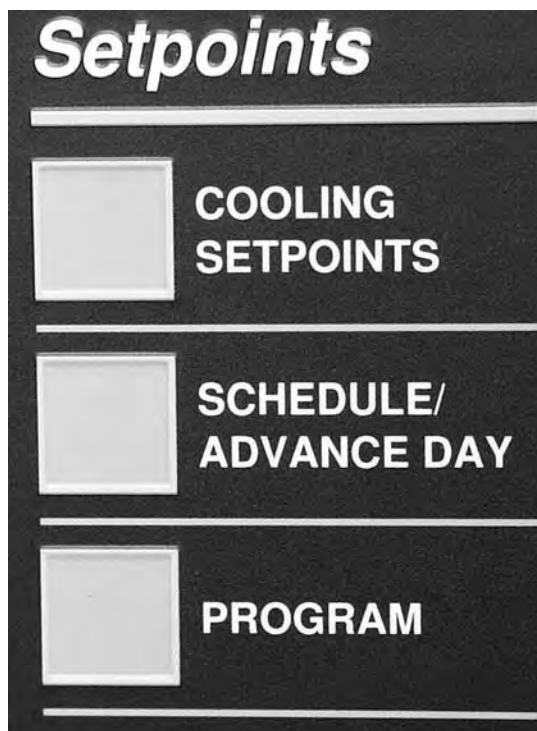 Setpoints
COOLING
SETPOINTS
SCHEDULE/
ADVANCE DAY
PROGRAM